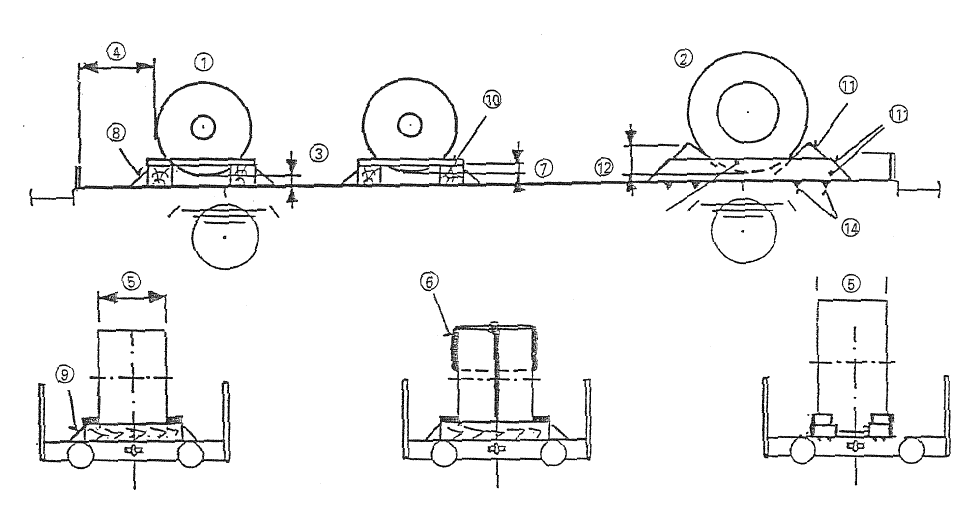 ④ ① ② ⑪
⑩ ⑪
⑧ ③ ⑦ ⑫
⑭
⑤ ⑥ ⑤
⑨